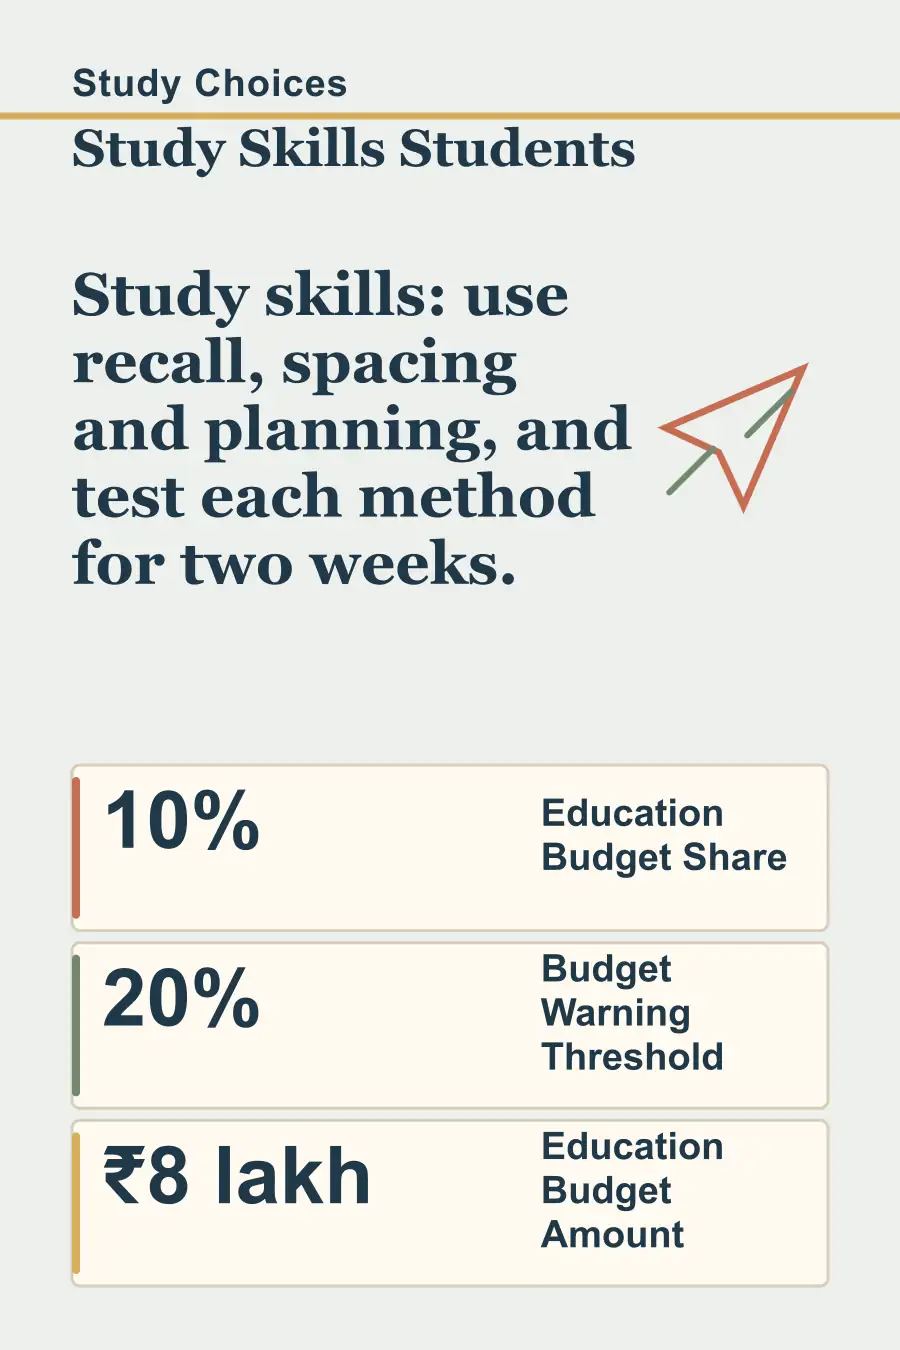 Study Choices
Study Skills Students
Study skills: use
recall, spacing
and planning, and
test each method
for two weeks.
10%
Education
Budget Share
20%
Budget
Warning
Threshold
₹8 lakh
Education
Budget
Amount